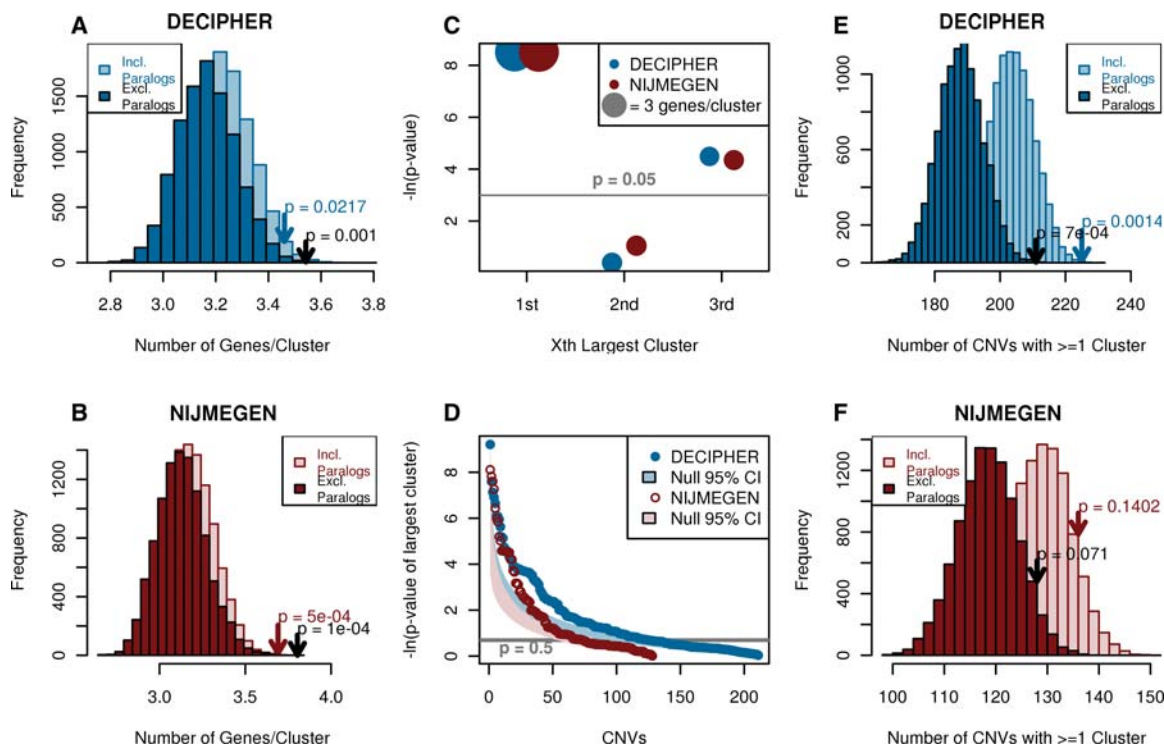 A
DECIPHER
Incl. Paralogs
Excl. Paralogs
Frequency
0
500
1000
1500
p = 0.0217
p = 0.001
2.8 3.0 3.2 3.4 3.6 3.8
Number of Genes/Cluster
C
DECIPHER
NIJMEGEN
= 3 genes/cluster
-ln(p-value)
8
6
4
2
p = 0.05
1st 2nd 3rd
Xth Largest Cluster
E
DECIPHER
Incl. Paralogs
Excl. Paralogs
Frequency
0
200
600
1000
p = 0.0014
p = 7e-04
180 200 220 240
Number of CNVs with >=1 Cluster
B
NIJMEGEN
Incl. Paralogs
Excl. Paralogs
Frequency
0
400
800
1200
p = 5e-04
p = 1e-04
3.0 3.5 4.0
Number of Genes/Cluster
D
DECIPHER
Null 95% CI
NIJMEGEN
Null 95% CI
-ln(p-value of largest cluster)
8
6
4
2
0
p = 0.5
0 50 100 150 200
CNVs
F
NIJMEGEN
Incl. Paralogs
Excl. Paralogs
Frequency
0
400
800
1200
p = 0.1402
p = 0.071
100 110 120 130 140 150
Number of CNVs with >=1 Cluster